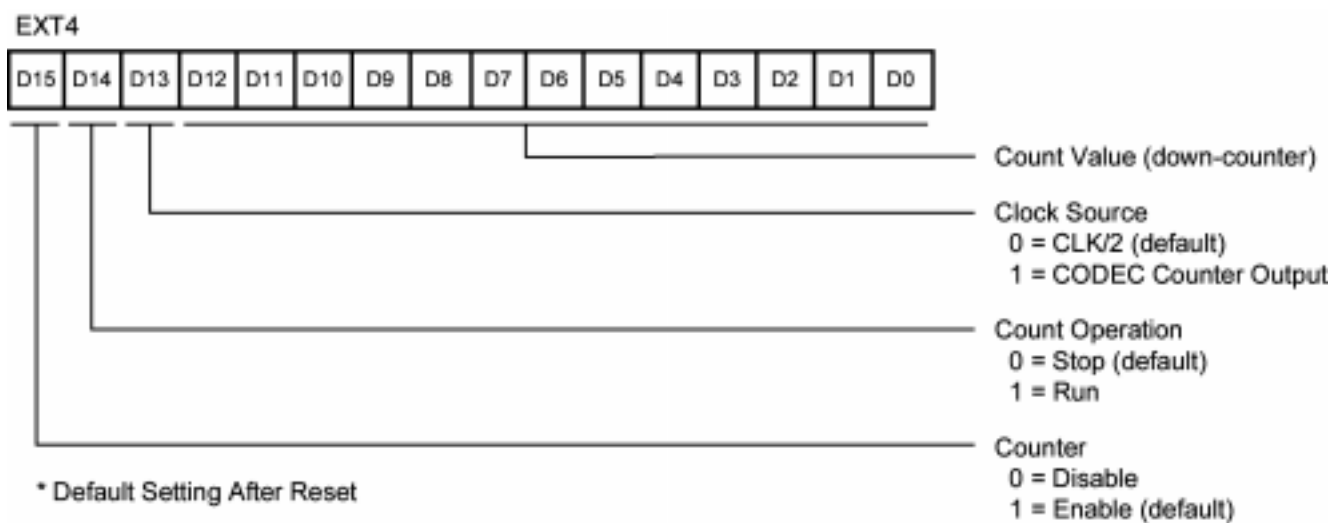 EXT4
D15 D14 D13 D12 D11 D10 D9 D8 D7 D6 D5 D4 D3 D2 D1 D0
Count Value (down-counter)
Clock Source
0 = CLK/2 (default)
1 = CODEC Counter Output
Count Operation
0 = Stop (default)
1 = Run
Counter
0 = Disable
1 = Enable (default)
* Default Setting After Reset